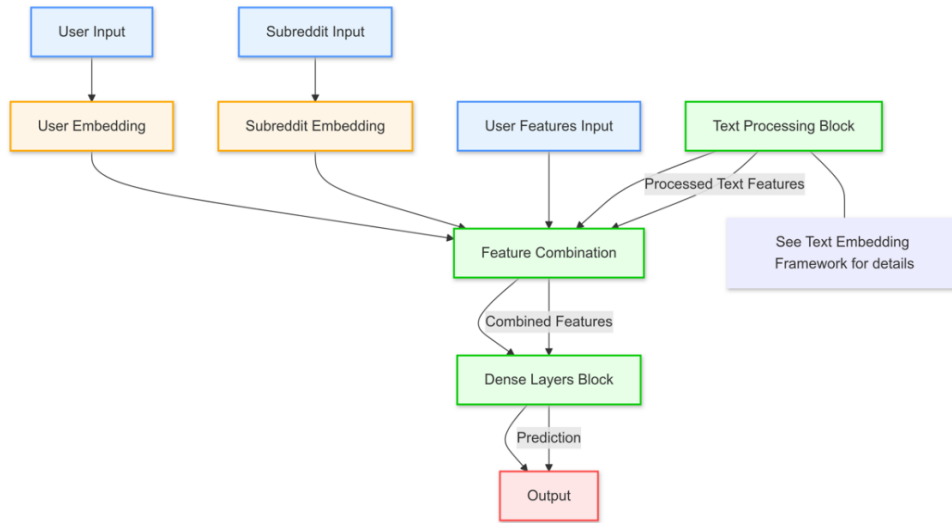 User Input
Subreddit Input
User Embedding
Subreddit Embedding
User Features Input
Text Processing Block
Processed Text Features
See Text Embedding
Framework for details
Feature Combination
Combined Features
Dense Layers Block
Prediction
Output